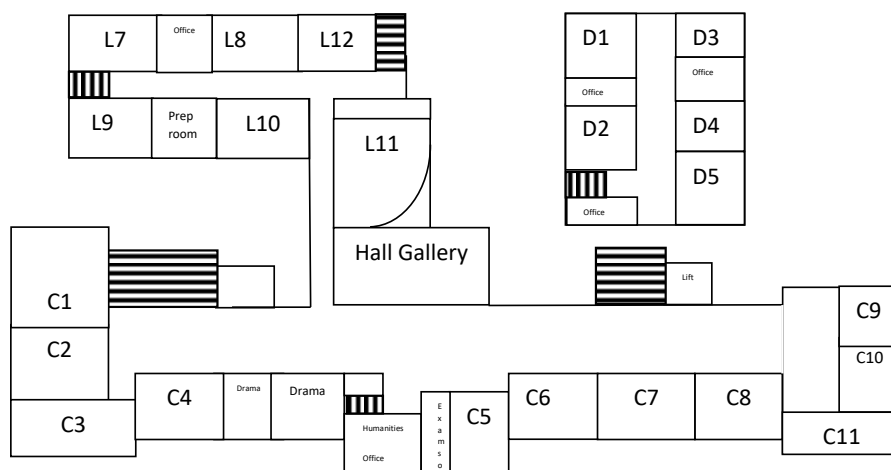 L7
Office
L8
L12
L9
Prep
room
L10
L11
Hall Gallery
D1
Office
D2
Office
D3
Office
D4
D5
Lift
C1
C2
C3
C4
Drama
Drama
Humanities
Office
E
x
a
m
s
o
C5
C6
C7
C8
C9
C10
C11